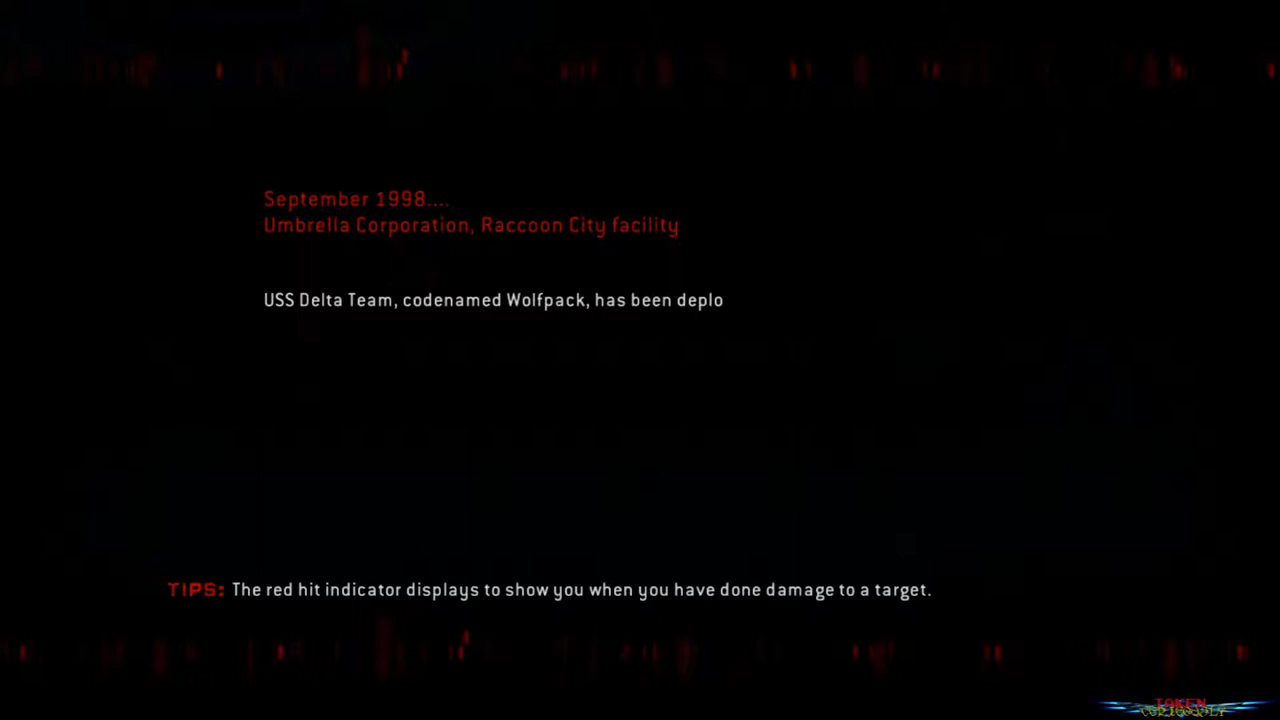 September 1998....
Umbrella Corporation, Raccoon City facility
USS Delta Team, codenamed Wolfpack, has been deplo
TIPS: The red hit indicator displays to show you when you have done damage to a target.
TAKEN